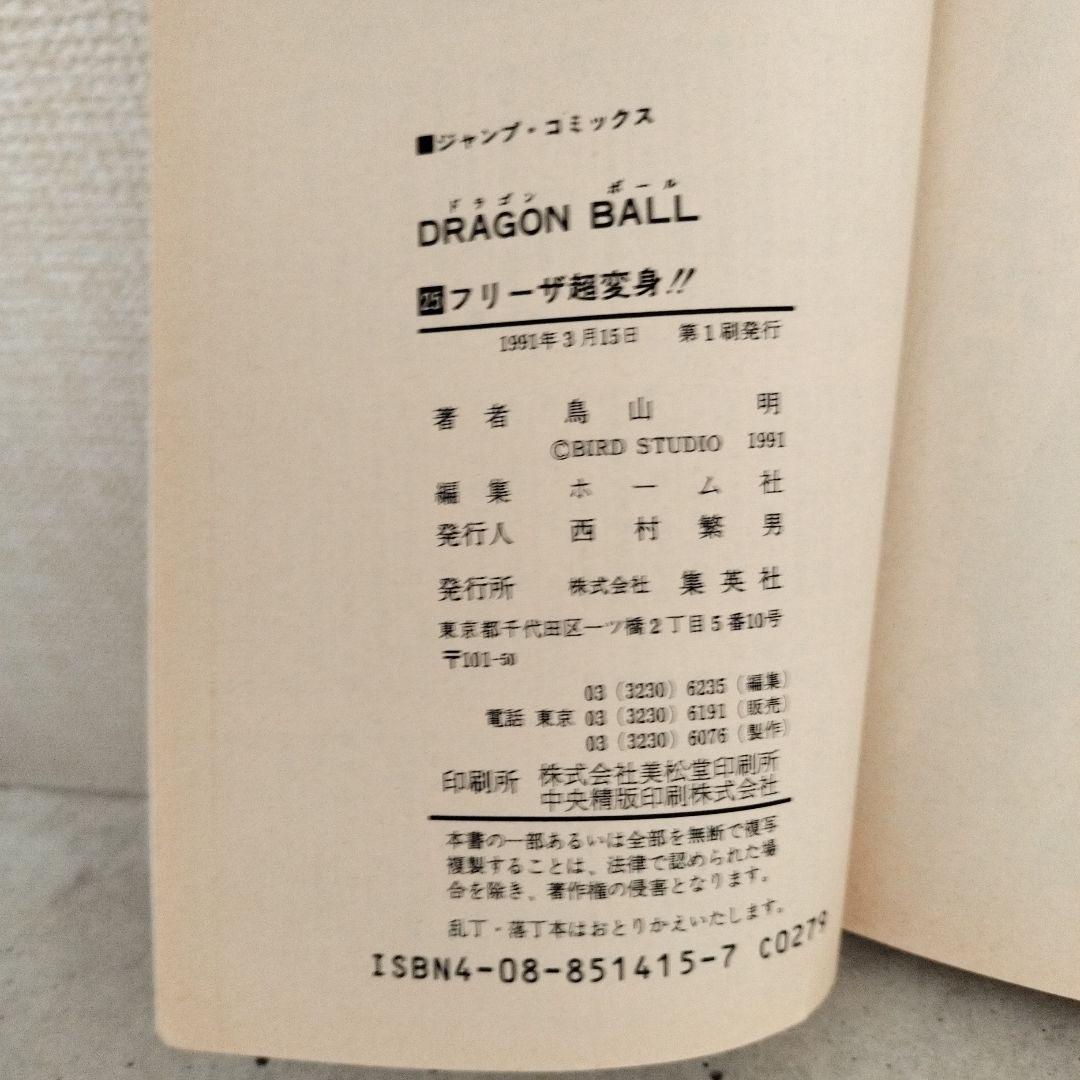 ■ジャンプ・コミックス
ドラゴン ボール
DRAGON BALL
25 フリーザ超変身!!
1991年3月15日 第1刷発行
著者 鳥山 明
©BIRD STUDIO 1991
編集 ホーム社
発行人 西村繁男
発行所 株式会社 集英社
東京都千代田区一ツ橋2丁目5番10号
〒101-50
03（3230）6235（編集）
電話 東京 03（3230）6191（販売）
03（3230）6076（製作）
印刷所 株式会社美松堂印刷所
中央精版印刷株式会社
本書の一部あるいは全部を無断で複写
複製することは、法律で認められた場
合を除き、著作権の侵害となります。
乱丁・落丁本はおとりかえいたします。
ISBN4-08-851415-7 C0279